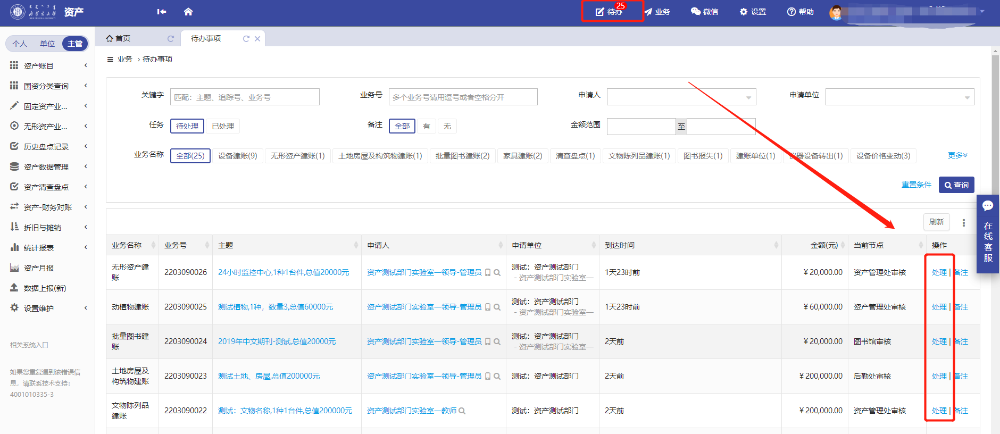 内蒙古大学 资产 待办 25 业务 微信 设置 帮助
个人 单位 主管
首页 待办事项
业务 > 待办事项
资产账目
国资分类查询
固定资产业...
无形资产业...
历史盘点记录
资产数据管理
资产清查盘点
资产-财务对账
折旧与摊销
统计报表
资产月报
数据上报(新)
设置维护
相关系统入口
如果您重复遇到该错误信
息，请联系技术支持：
4001010335-3
关键字 匹配：主题、追踪号、业务号 业务号 多个业务号请用逗号或者空格分开 申请人 申请单位
任务 待处理 已处理 备注 全部 有 无 金额范围 至
业务名称 全部(25) 设备建账(9) 无形资产建账(1) 土地房屋及构筑物建账(1) 批量图书建账(2) 家具建账(2) 清查盘点(1) 文物陈列品建账(1) 图书报失(1) 建账单位(1) 仪器设备转出(1) 设备价格变动(3) 更多
重置条件 查询
刷新
业务名称 业务号 主题 申请人 申请单位 到达时间 金额(元) 当前节点 操作
无形资产建
账 2203090026 24小时监控中心,1种1台件,总值20000元 资产测试部门实验室一领导-管理员 测试：资产测试部门
- 资产测试部门实验室一 1天23时前 ¥20,000.00 资产管理处审核 处理 | 备注
动植物建账 2203090025 测试植物,1种，数量3,总值60000元 资产测试部门实验室一领导-管理员 测试：资产测试部门
- 资产测试部门实验室一 1天23时前 ¥60,000.00 资产管理处审核 处理 | 备注
批量图书建
账 2203090024 2019年中文期刊-测试,总值20000元 资产测试部门实验室一领导-管理员 测试：资产测试部门
- 资产测试部门实验室一 2天前 ¥20,000.00 图书馆审核 处理 | 备注
土地房屋及
构筑物建账 2203090023 测试土地、房屋,总值200000元 资产测试部门实验室一领导-管理员 测试：资产测试部门 2天前 ¥200,000.00 后勤处审核 处理 | 备注
文物陈列品
建账 2203090022 测试：文物名称,1种1台件,总值200000元 资产测试部门实验室一教师 测试：资产测试部门 2天前 ¥200,000.00 资产管理处审核 处理 | 备注
在线客服